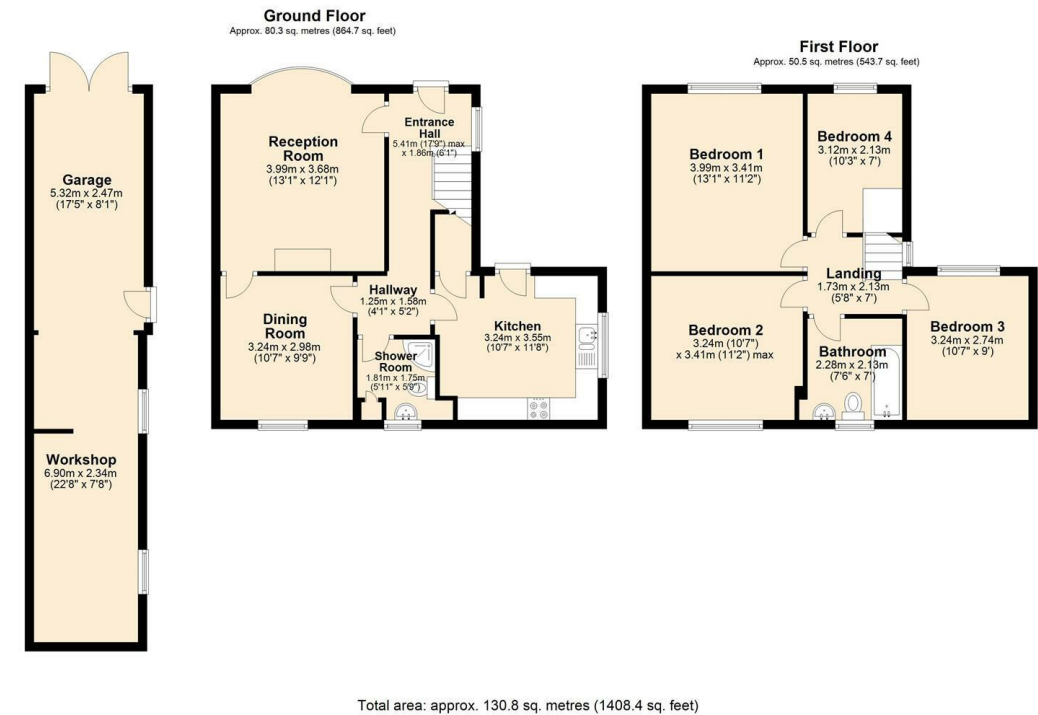 Ground Floor
Approx. 80.3 sq. metres (864.7 sq. feet)
First Floor
Approx. 50.5 sq. metres (543.7 sq. feet)
Garage
5.32m x 2.47m
(17'5" x 8'1")
Workshop
6.90m x 2.34m
(22'8" x 7'8")
Reception
Room
3.99m x 3.68m
(13'1" x 12'1")
Entrance
Hall
5.41m (17'9") max
x 1.86m (6'1")
Hallway
1.25m x 1.58m
(4'1" x 5'2")
Dining
Room
3.24m x 2.98m
(10'7" x 9'9")
Shower
Room
1.81m x 1.75m
(5'11" x 5'9")
Kitchen
3.24m x 3.55m
(10'7" x 11'8")
Bedroom 1
3.99m x 3.41m
(13'1" x 11'2")
Bedroom 4
3.12m x 2.13m
(10'3" x 7')
Landing
1.73m x 2.13m
(5'8" x 7')
Bedroom 2
3.24m (10'7")
x 3.41m (11'2") max
Bathroom
2.28m x 2.13m
(7'6" x 7')
Bedroom 3
3.24m x 2.74m
(10'7" x 9')
Total area: approx. 130.8 sq. metres (1408.4 sq. feet)